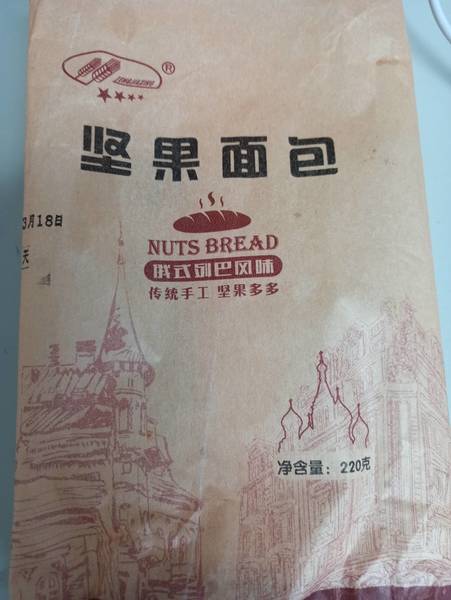 ®
坚果面包
3月18日
天
NUTS BREAD
俄式列巴风味
传统手工 坚果多多
净含量：220克